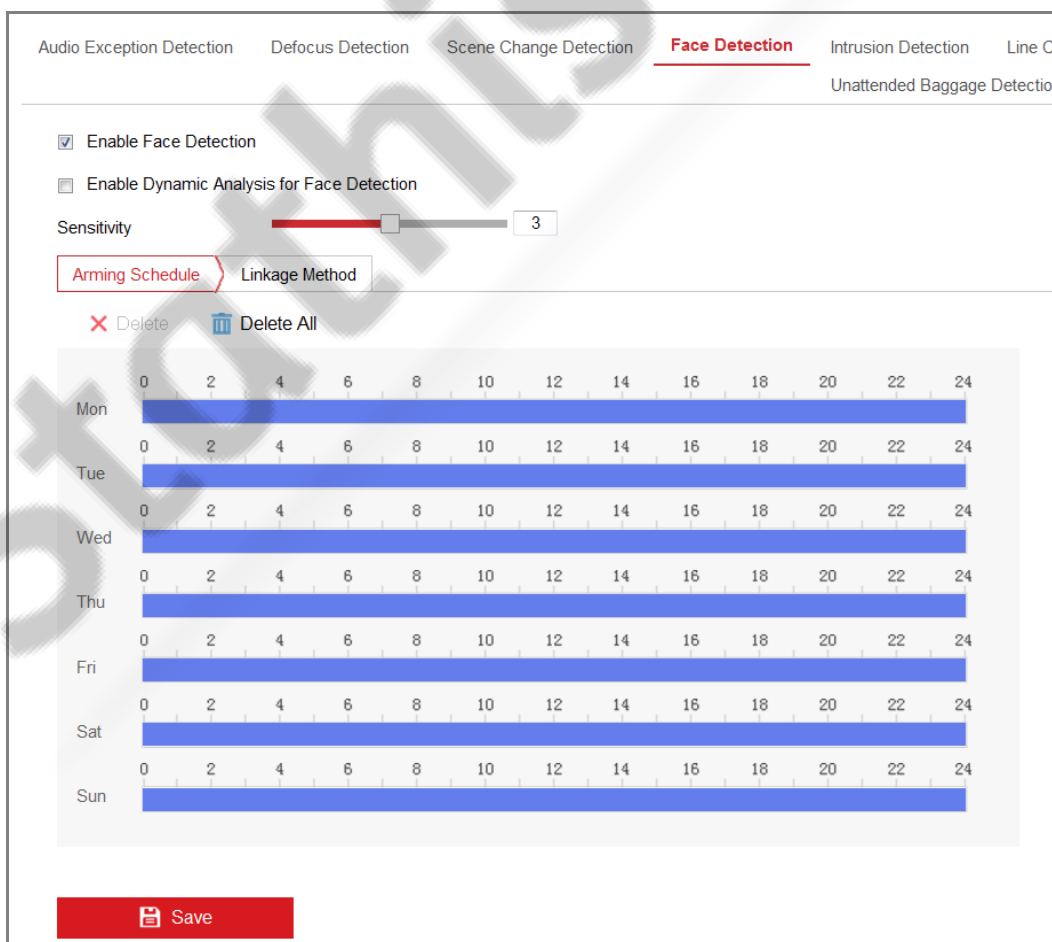 Audio Exception Detection Defocus Detection Scene Change Detection Face Detection Intrusion Detection Line C
Unattended Baggage Detectio
Enable Face Detection
Enable Dynamic Analysis for Face Detection
Sensitivity 3
Arming Schedule Linkage Method
Delete Delete All
0 2 4 6 8 10 12 14 16 18 20 22 24
Mon
0 2 4 6 8 10 12 14 16 18 20 22 24
Tue
0 2 4 6 8 10 12 14 16 18 20 22 24
Wed
0 2 4 6 8 10 12 14 16 18 20 22 24
Thu
0 2 4 6 8 10 12 14 16 18 20 22 24
Fri
0 2 4 6 8 10 12 14 16 18 20 22 24
Sat
0 2 4 6 8 10 12 14 16 18 20 22 24
Sun
Save
stathis